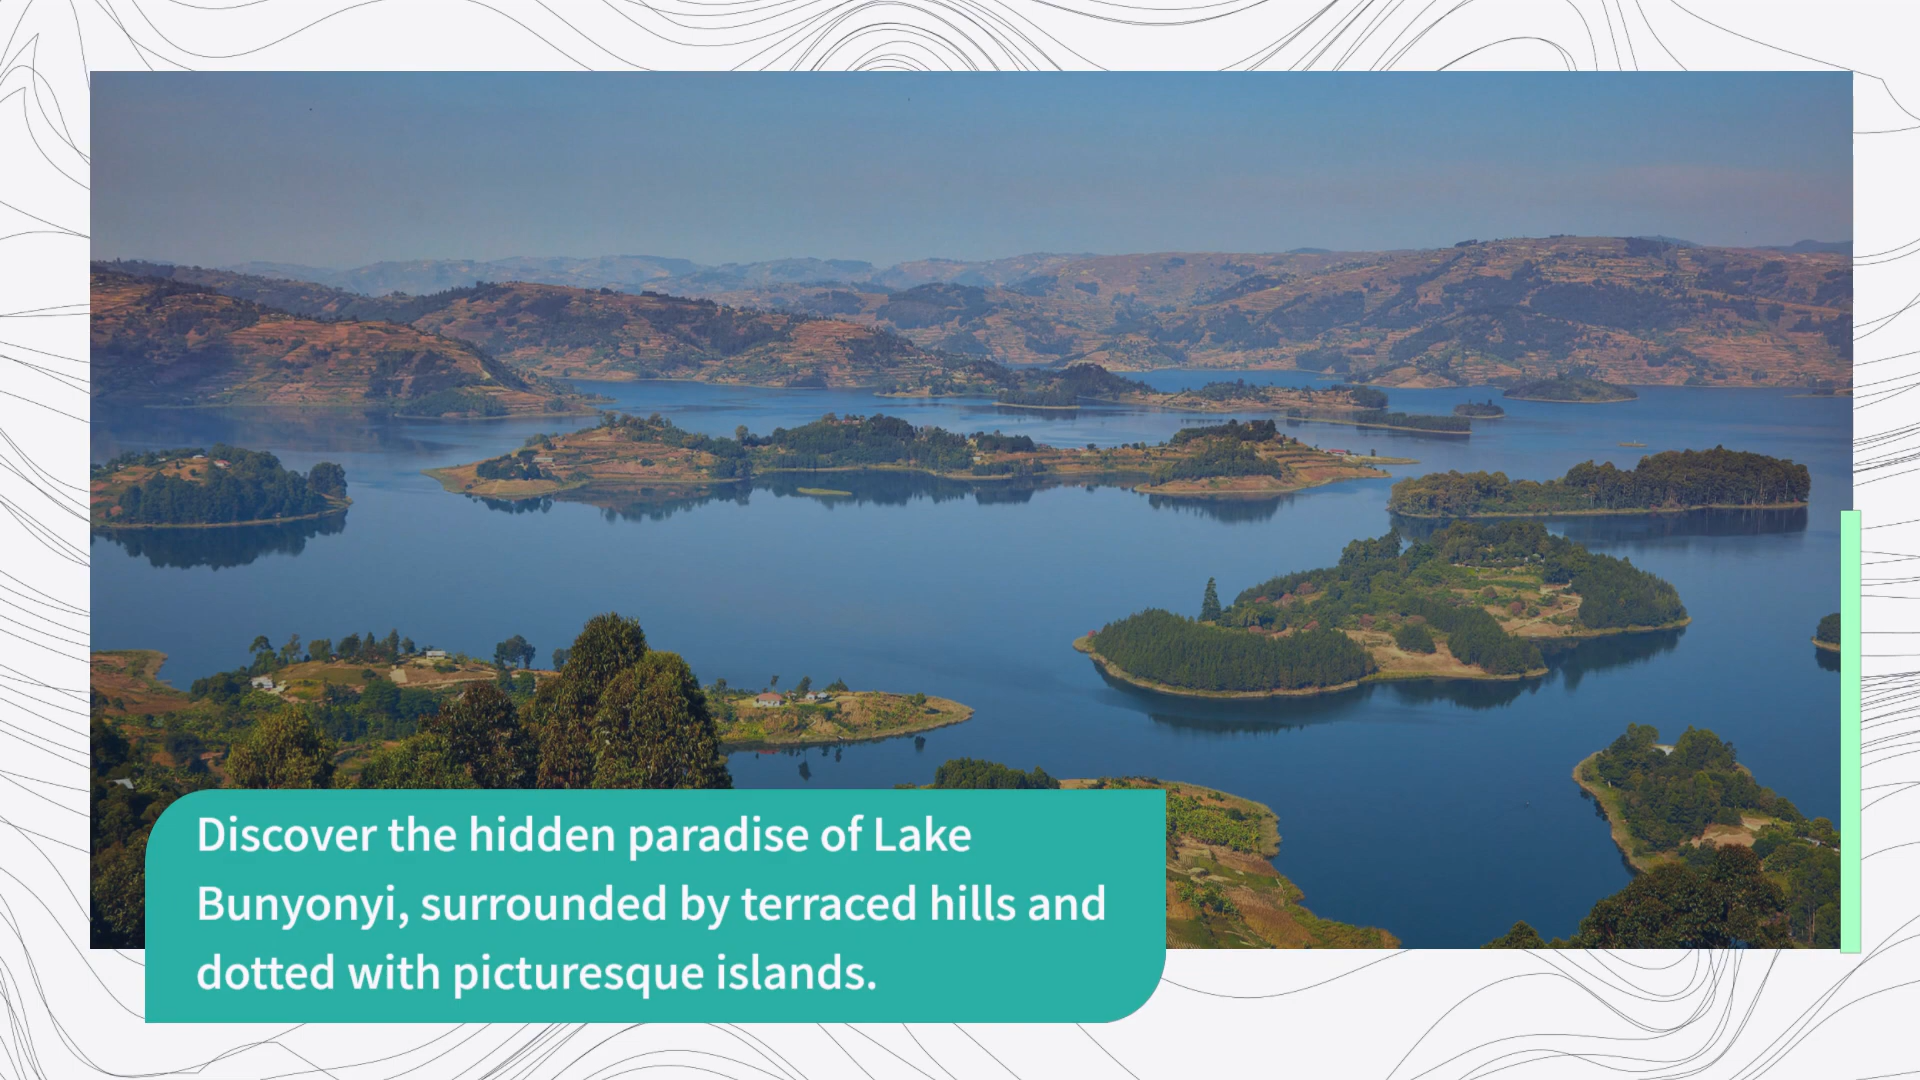 Discover the hidden paradise of Lake
Bunyonyi, surrounded by terraced hills and
dotted with picturesque islands.